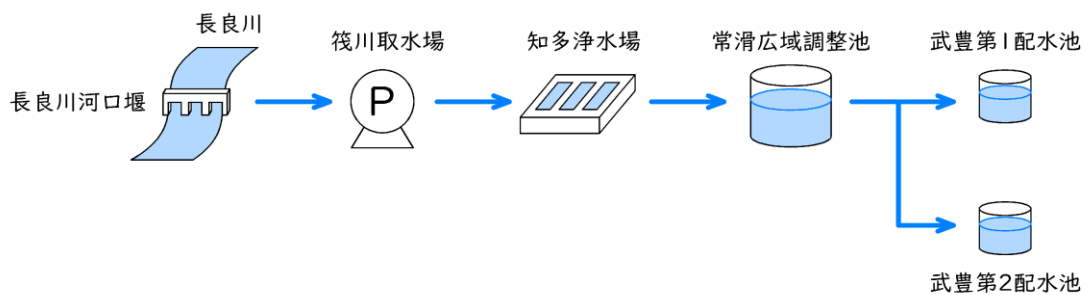 長良川
長良川河口堰
筏川取水場
P
知多浄水場
常滑広域調整池
武豊第1配水池
武豊第2配水池